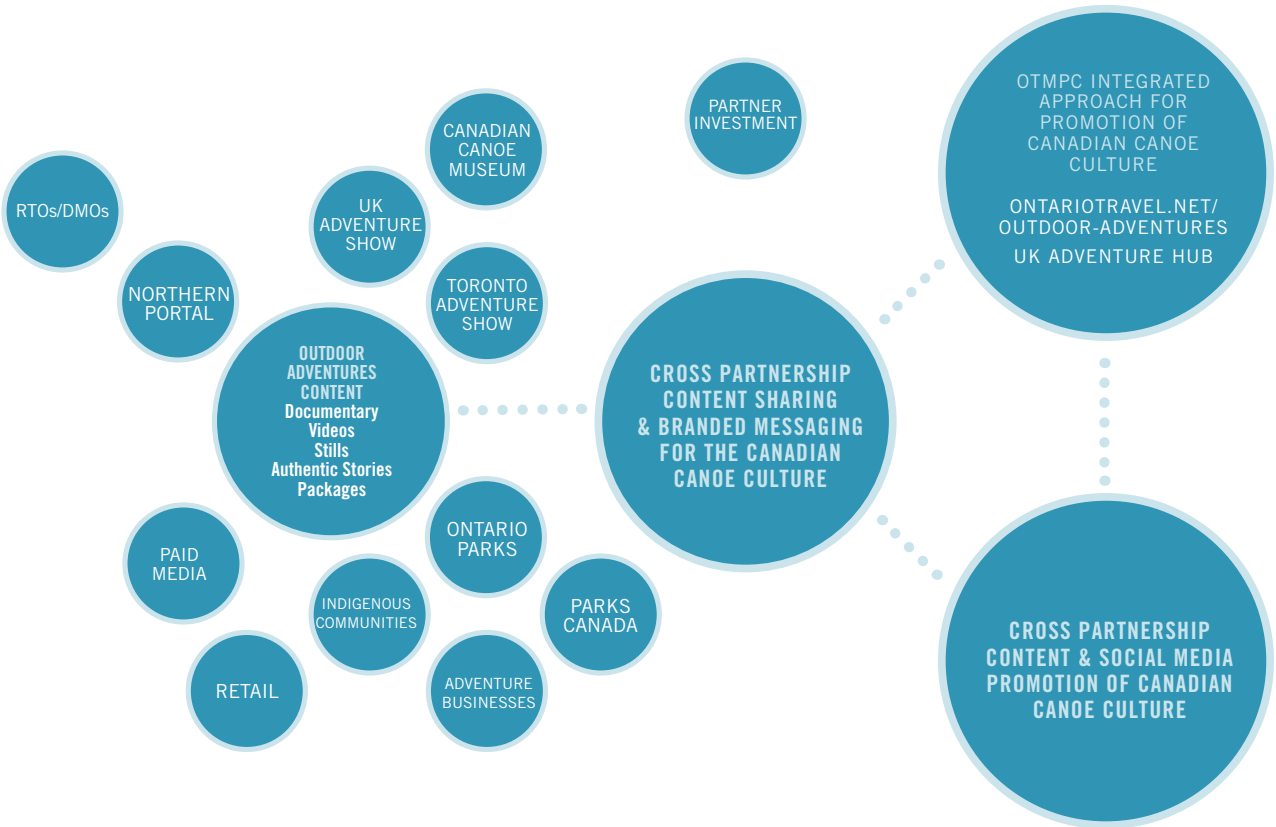 RTOs/DMOs
NORTHERN
PORTAL
UK
ADVENTURE
SHOW
CANADIAN
CANOE
MUSEUM
TORONTO
ADVENTURE
SHOW
PARTNER
INVESTMENT
OTMPC INTEGRATED
APPROACH FOR
PROMOTION OF
CANADIAN CANOE
CULTURE
ONTARIOTRAVEL.NET/
OUTDOOR-ADVENTURES
UK ADVENTURE HUB
OUTDOOR
ADVENTURES
CONTENT
Documentary
Videos
Stills
Authentic Stories
Packages
CROSS PARTNERSHIP
CONTENT SHARING
& BRANDED MESSAGING
FOR THE CANADIAN
CANOE CULTURE
PAID
MEDIA
RETAIL
INDIGENOUS
COMMUNITIES
ONTARIO
PARKS
ADVENTURE
BUSINESSES
PARKS
CANADA
CROSS PARTNERSHIP
CONTENT & SOCIAL MEDIA
PROMOTION OF CANADIAN
CANOE CULTURE